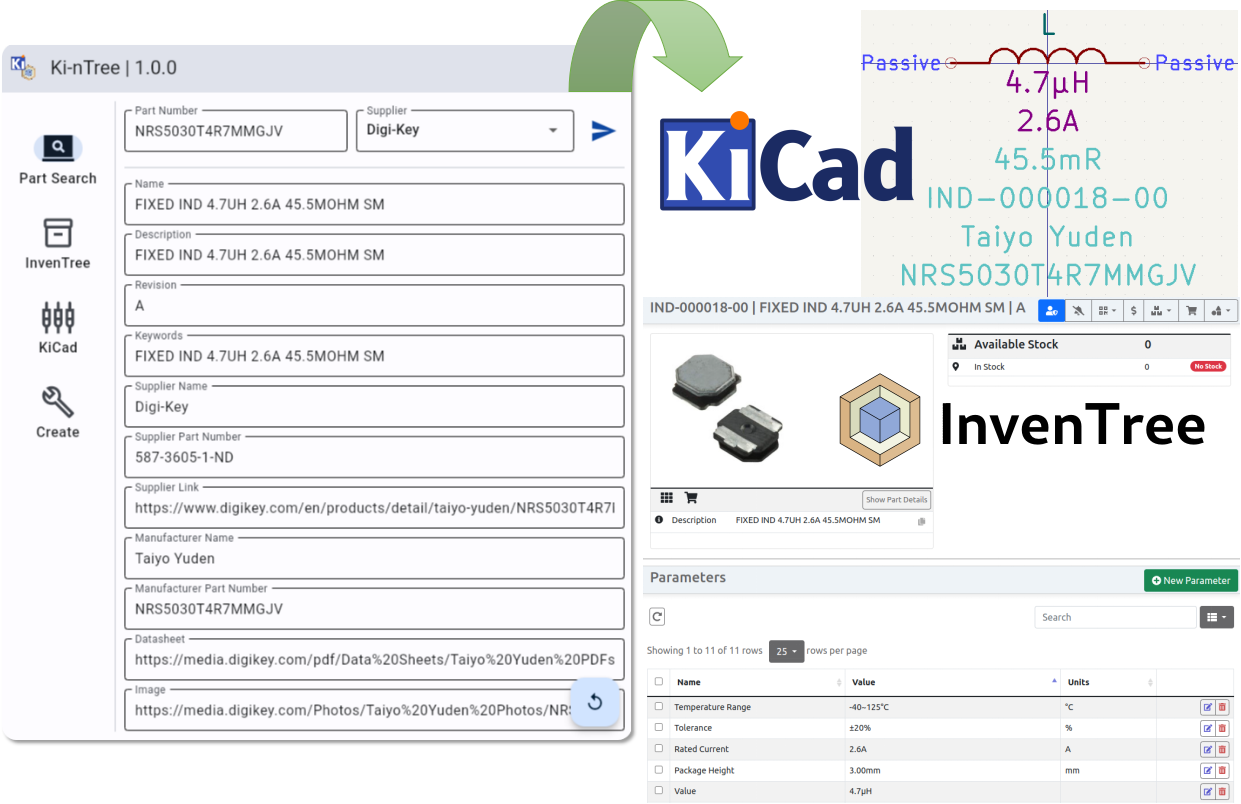 Ki-nTree | 1.0.0
Part Search
InvenTree
KiCad
Create
Part Number
NRS5030T4R7MMGJV
Supplier
Digi-Key
Name
FIXED IND 4.7UH 2.6A 45.5MOHM SM
Description
FIXED IND 4.7UH 2.6A 45.5MOHM SM
Revision
A
Keywords
FIXED IND 4.7UH 2.6A 45.5MOHM SM
Supplier Name
Digi-Key
Supplier Part Number
587-3605-1-ND
Supplier Link
https://www.digikey.com/en/products/detail/taiyo-yuden/NRS5030T4R7I
Manufacturer Name
Taiyo Yuden
Manufacturer Part Number
NRS5030T4R7MMGJV
Datasheet
https://media.digikey.com/pdf/Data%20Sheets/Taiyo%20Yuden%20PDFs
Image
https://media.digikey.com/Photos/Taiyo%20Yuden%20Photos/NRS
KiCad
L
Passive Passive
4.7µH
2.6A
45.5mR
IND-000018-00
Taiyo Yuden
NRS5030T4R7MMGJV
IND-000018-00 | FIXED IND 4.7UH 2.6A 45.5MOHM SM | A
Available Stock 0
In Stock 0 No Stock
InvenTree
Show Part Details
Description FIXED IND 4.7UH 2.6A 45.5MOHM SM
Parameters
New Parameter
Search
Showing 1 to 11 of 11 rows 25 rows per page
Name Value Units
Temperature Range -40~125°C °C
Tolerance ±20% %
Rated Current 2.6A A
Package Height 3.00mm mm
Value 4.7µH